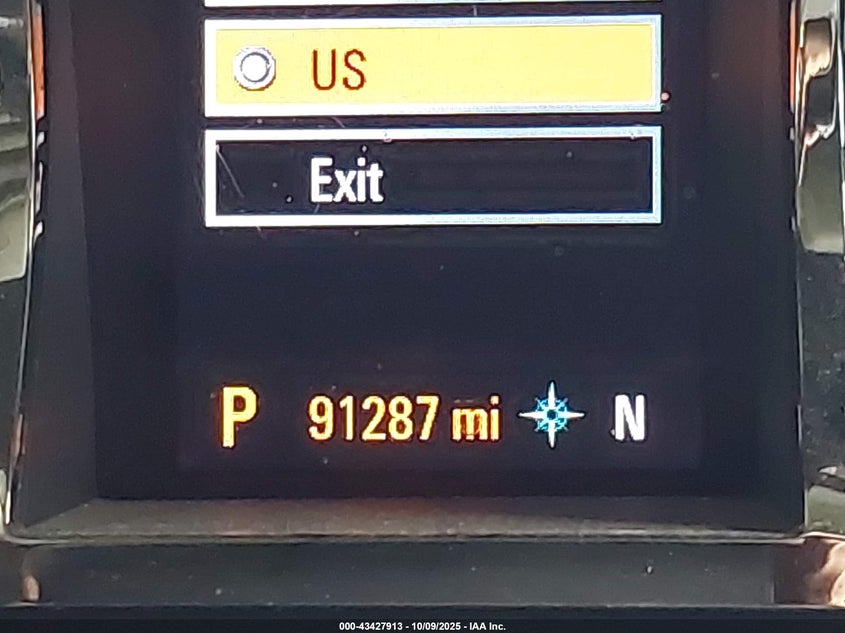 US
Exit
P 91287 mi N
000-43427913 - 10/09/2025 - IAA Inc.